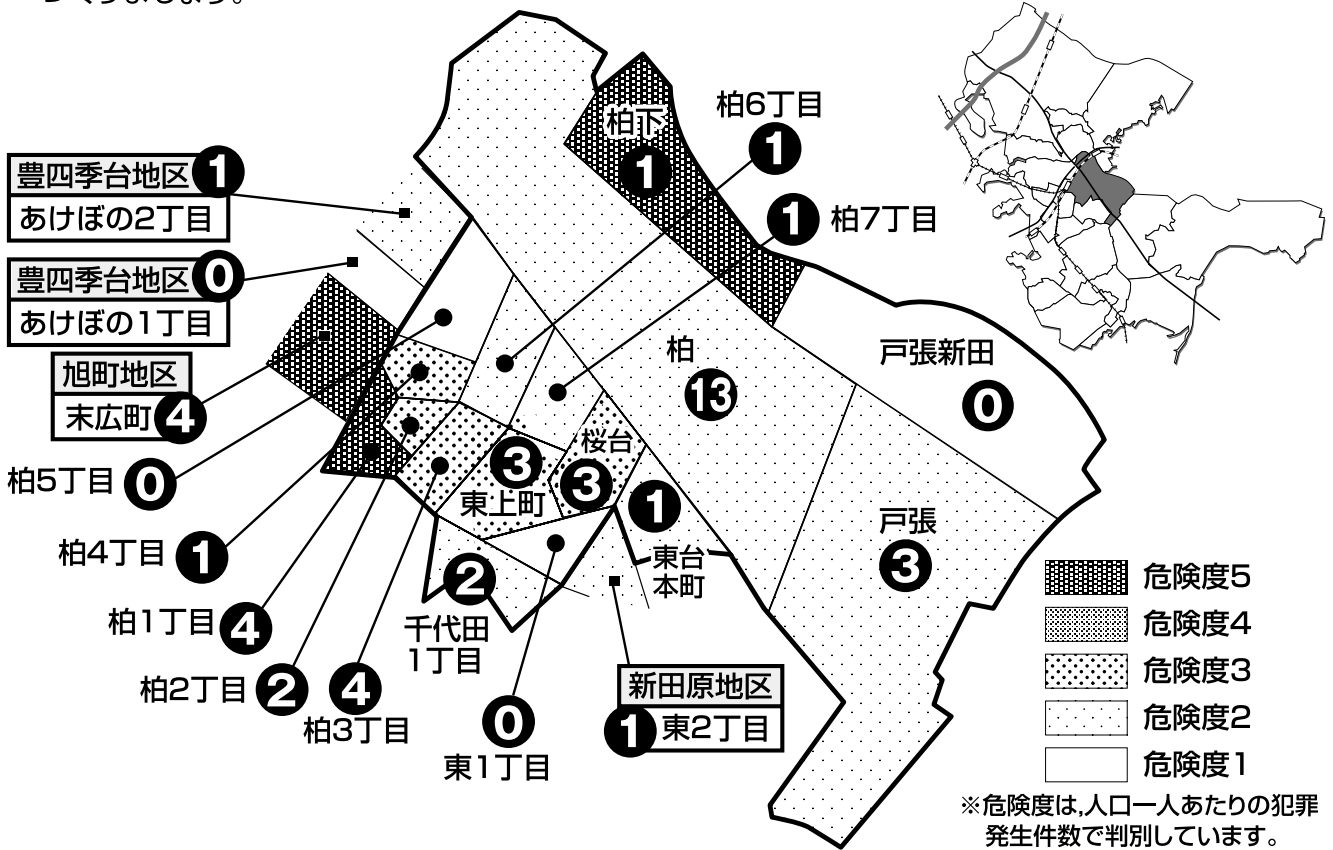 柏下
1
柏6丁目
1
1 柏7丁目
豊四季台地区 1
あけぼの2丁目
豊四季台地区 0
あけぼの1丁目
旭町地区
末広町 4
柏
13
戸張新田
0
桜台
3
3
東上町
1
東台
本町
戸張
3
柏5丁目 0
柏4丁目 1
柏1丁目 4
柏2丁目 2
4
柏3丁目
2
千代田
1丁目
0
東1丁目
新田原地区
1 東2丁目
危険度5
危険度4
危険度3
危険度2
危険度1
※危険度は,人口一人あたりの犯罪
発生件数で判別しています。